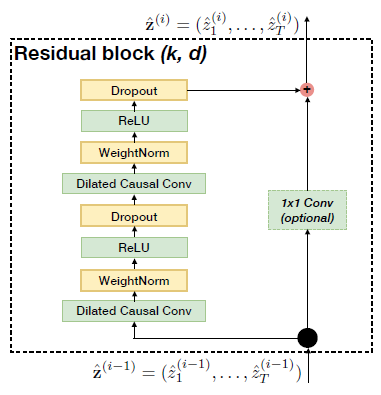 ẑ^(i) = (ẑ_1^(i), . . . , ẑ_T^(i))
Residual block (k, d)
Dropout
+
ReLU
WeightNorm
Dilated Causal Conv
1x1 Conv
(optional)
Dropout
ReLU
WeightNorm
Dilated Causal Conv
ẑ^(i−1) = (ẑ_1^(i−1), . . . , ẑ_T^(i−1))